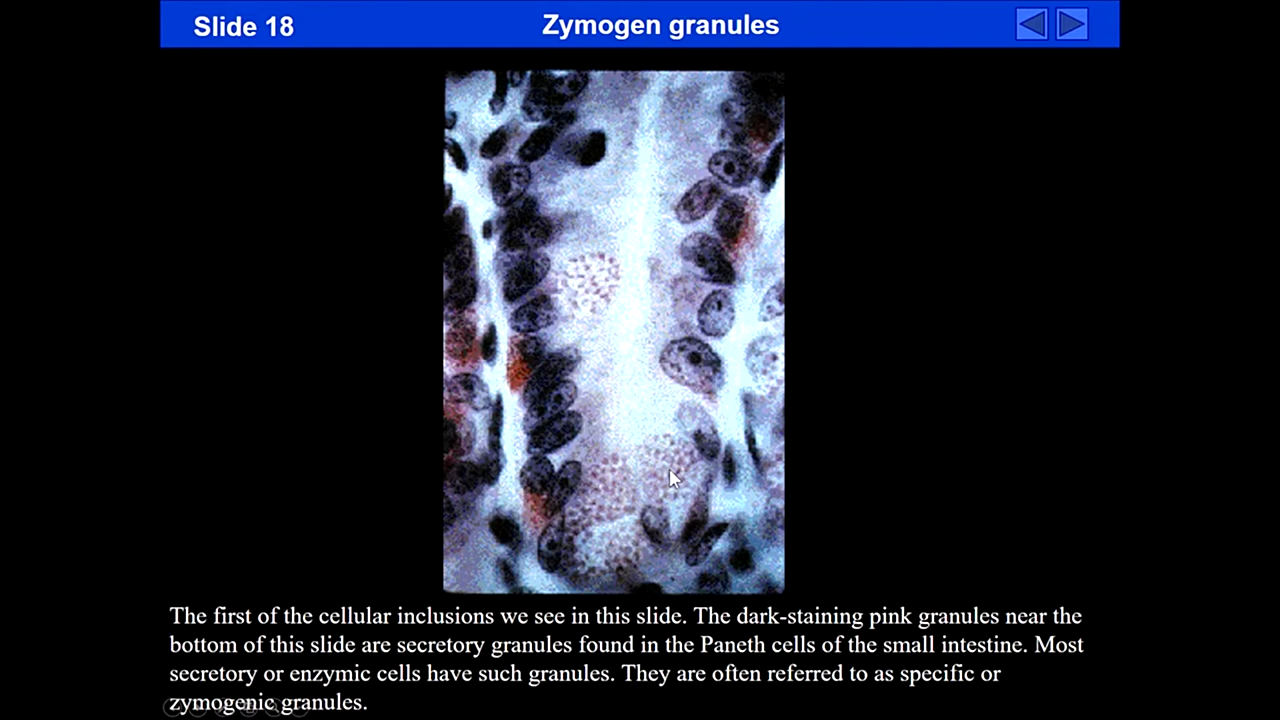 Slide 18
Zymogen granules
The first of the cellular inclusions we see in this slide. The dark-staining pink granules near the
bottom of this slide are secretory granules found in the Paneth cells of the small intestine. Most
secretory or enzymic cells have such granules. They are often referred to as specific or
zymogenic granules.